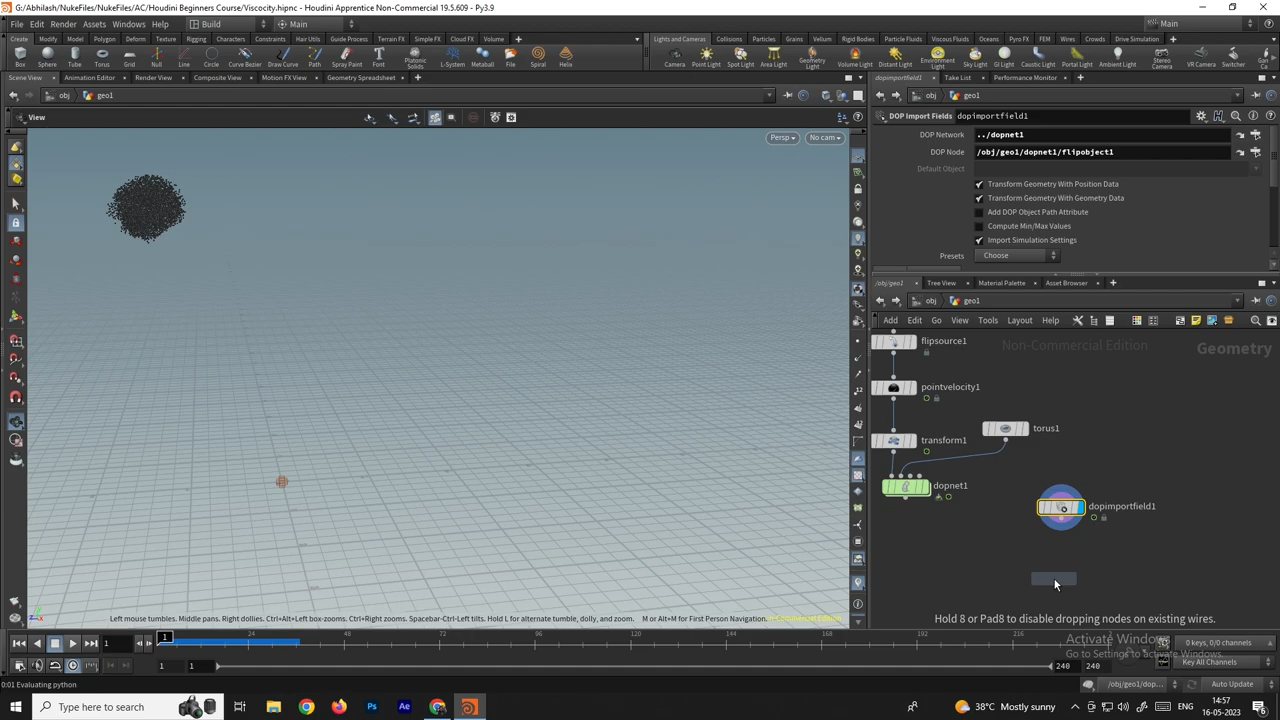 G:/Abhilash/NukeFiles/NukeFiles/AC/Houdini Beginners Course/Viscocity.hipnc - Houdini Apprentice Non-Commercial 19.5.609 - Py3.9
File Edit Render Assets Windows Help Build Main Main
Create Modify Model Polygon Deform Texture Rigging Characters Constraints Hair Utils Guide Process Terrain FX Simple FX Cloud FX Volume
Lights and Cameras Collisions Particles Grains Vellum Rigid Bodies Particle Fluids Viscous Fluids Oceans Pyro FX FEM Wires Crowds Drive Simulation
Box Sphere Tube Torus Grid Null Line Circle Curve Bezier Draw Curve Path Spray Paint Font Platonic Solids L-System Metaball File Spiral Helix
Camera Point Light Spot Light Area Light Geometry Light Volume Light Distant Light Environment Light Sky Light GI Light Caustic Light Portal Light Ambient Light Stereo Camera VR Camera Switcher
Scene View Animation Editor Render View Composite View Motion FX View Geometry Spreadsheet
dopimportfield1 Take List Performance Monitor
obj geo1
obj geo1
View
Persp No cam
DOP Import Fields dopimportfield1
DOP Network ../dopnet1
DOP Node /obj/geo1/dopnet1/flipobject1
Default Object
Transform Geometry With Position Data
Transform Geometry With Geometry Data
Add DOP Object Path Attribute
Compute Min/Max Values
Import Simulation Settings
Presets Choose
/obj/geo1 Tree View Material Palette Asset Browser
obj geo1
Add Edit Go View Tools Layout Help
Non-Commercial Edition Geometry
flipsource1
pointvelocity1
transform1
torus1
dopnet1
dopimportfield1
Hold 8 or Pad8 to disable dropping nodes on existing wires.
Left mouse tumbles. Middle pans. Right dollies. Ctrl+Alt+Left box-zooms. Ctrl+Right zooms. Spacebar-Ctrl-Left tilts. Hold L for alternate tumble, dolly, and zoom. M or Alt+M for First Person Navigation.
1 1 24 48 72 96 120 144 168 192 216
Activate Windows
Go to Settings to activate Windows.
0 keys, 0/0 channels
1 1 240 240 Key All Channels
0:01 Evaluating python
/obj/geo1/dop... Auto Update
Type here to search
38°C Mostly sunny
ENG
14:57
16-05-2023